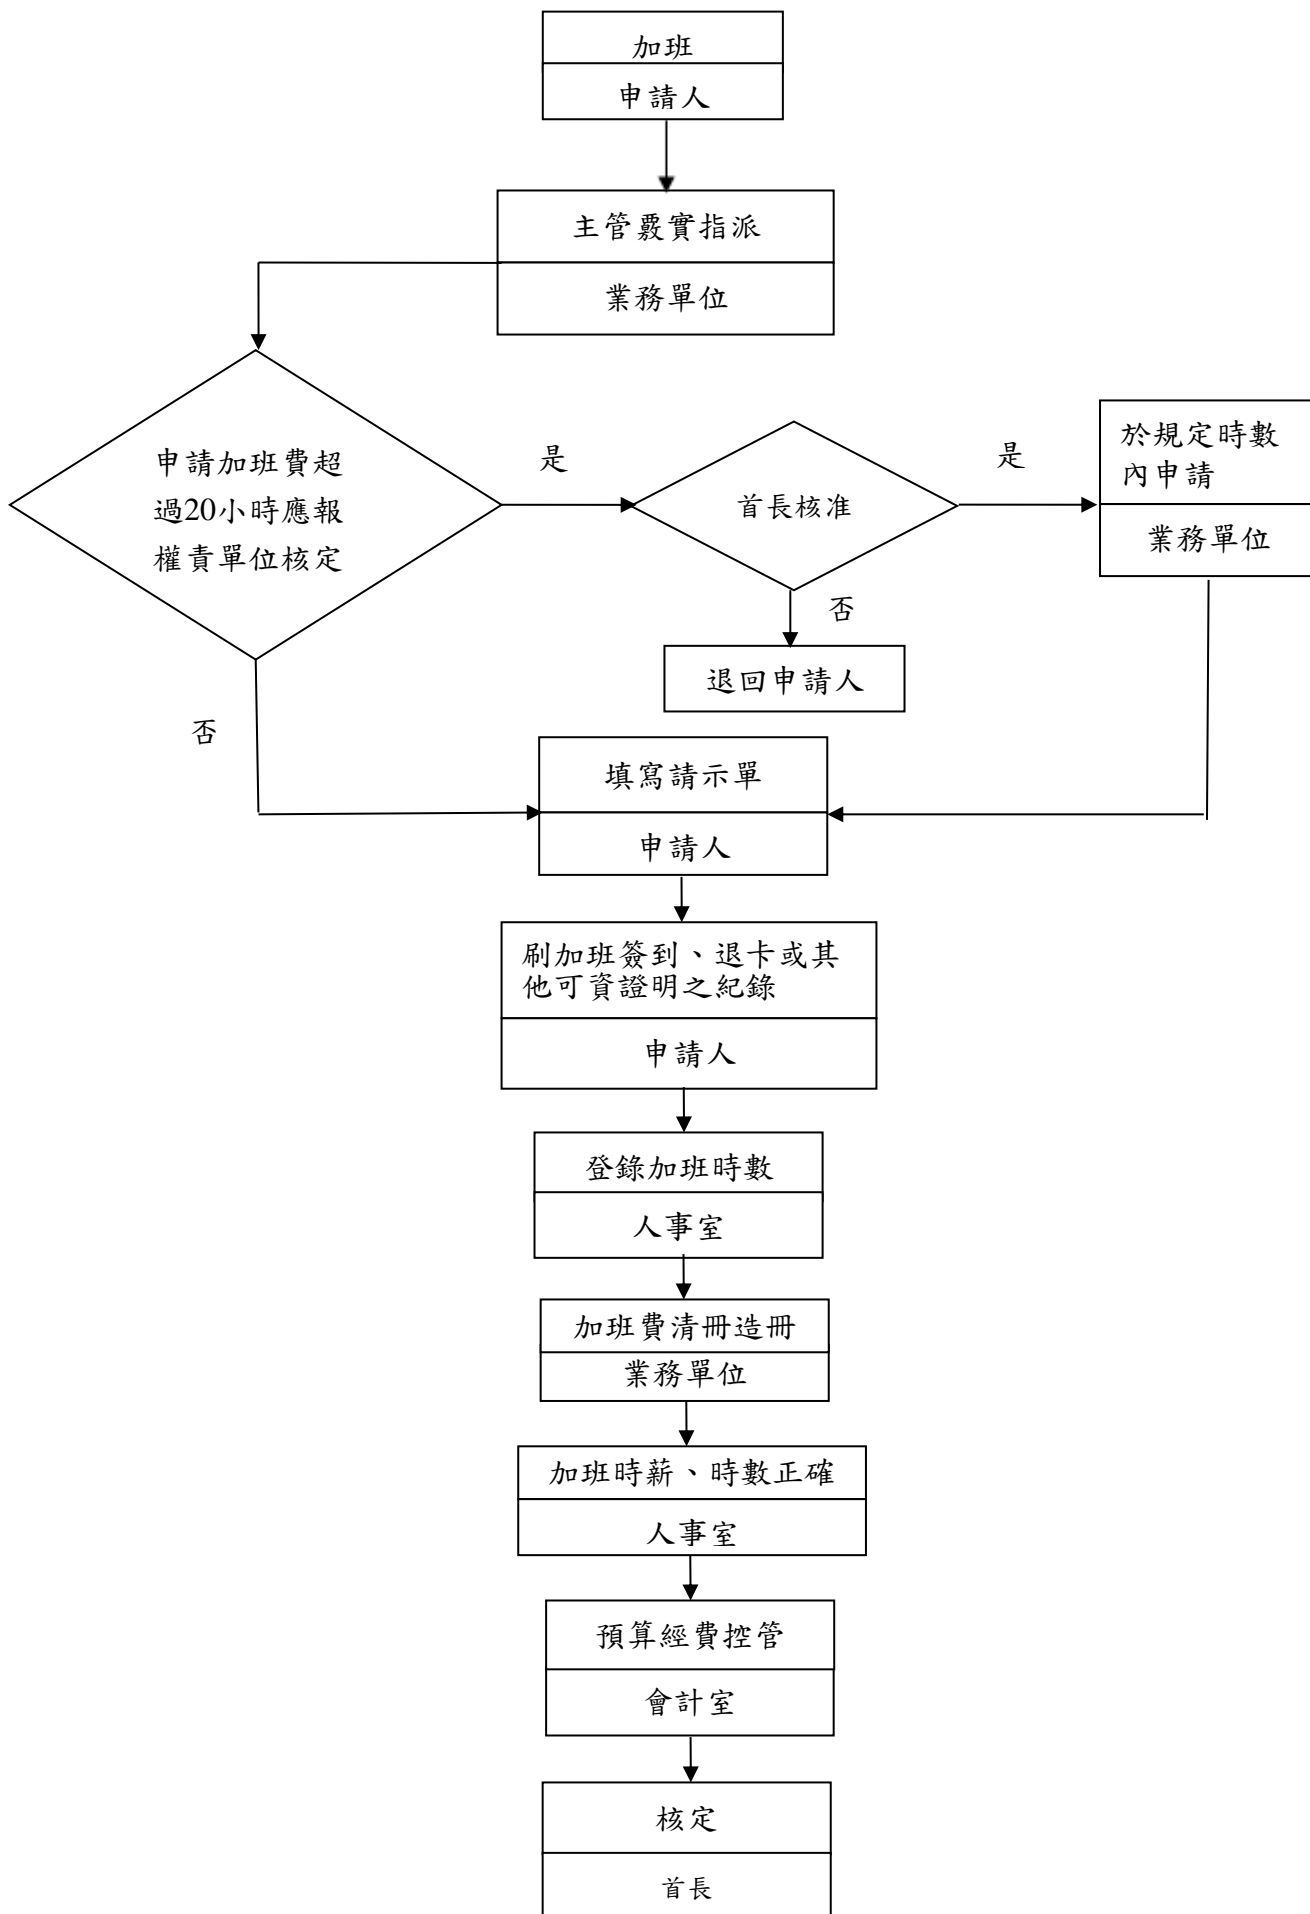 加班
申請人
主管覈實指派
業務單位
申請加班費超
過20小時應報
權責單位核定
是
首長核准
是
於規定時數
內申請
業務單位
否
退回申請人
否
填寫請示單
申請人
刷加班簽到、退卡或其
他可資證明之紀錄
申請人
登錄加班時數
人事室
加班費清冊造冊
業務單位
加班時薪、時數正確
人事室
預算經費控管
會計室
核定
首長